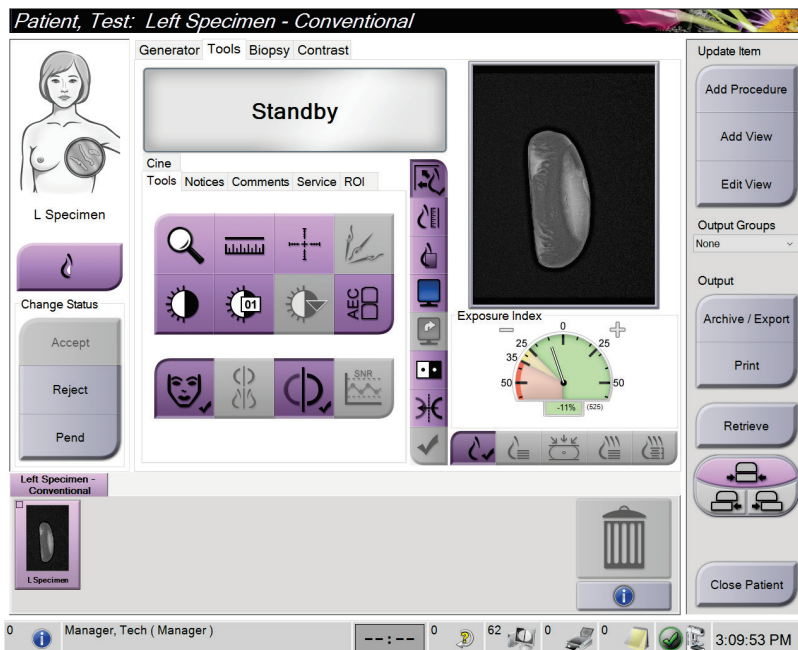 Patient, Test:  Left Specimen - Conventional
Generator Tools Biopsy Contrast
Standby
Cine
Tools Notices Comments Service ROI
01
AEC
SNR
L Specimen
Change Status
Accept
Reject
Pend
Exposure Index
0
25 25
35
50 50
-11% (525)
Update Item
Add Procedure
Add View
Edit View
Output Groups
None
Output
Archive / Export
Print
Retrieve
Close Patient
Left Specimen -
Conventional
L Specimen
0 Manager, Tech ( Manager ) --:-- 0 62 0 0 3:09:53 PM